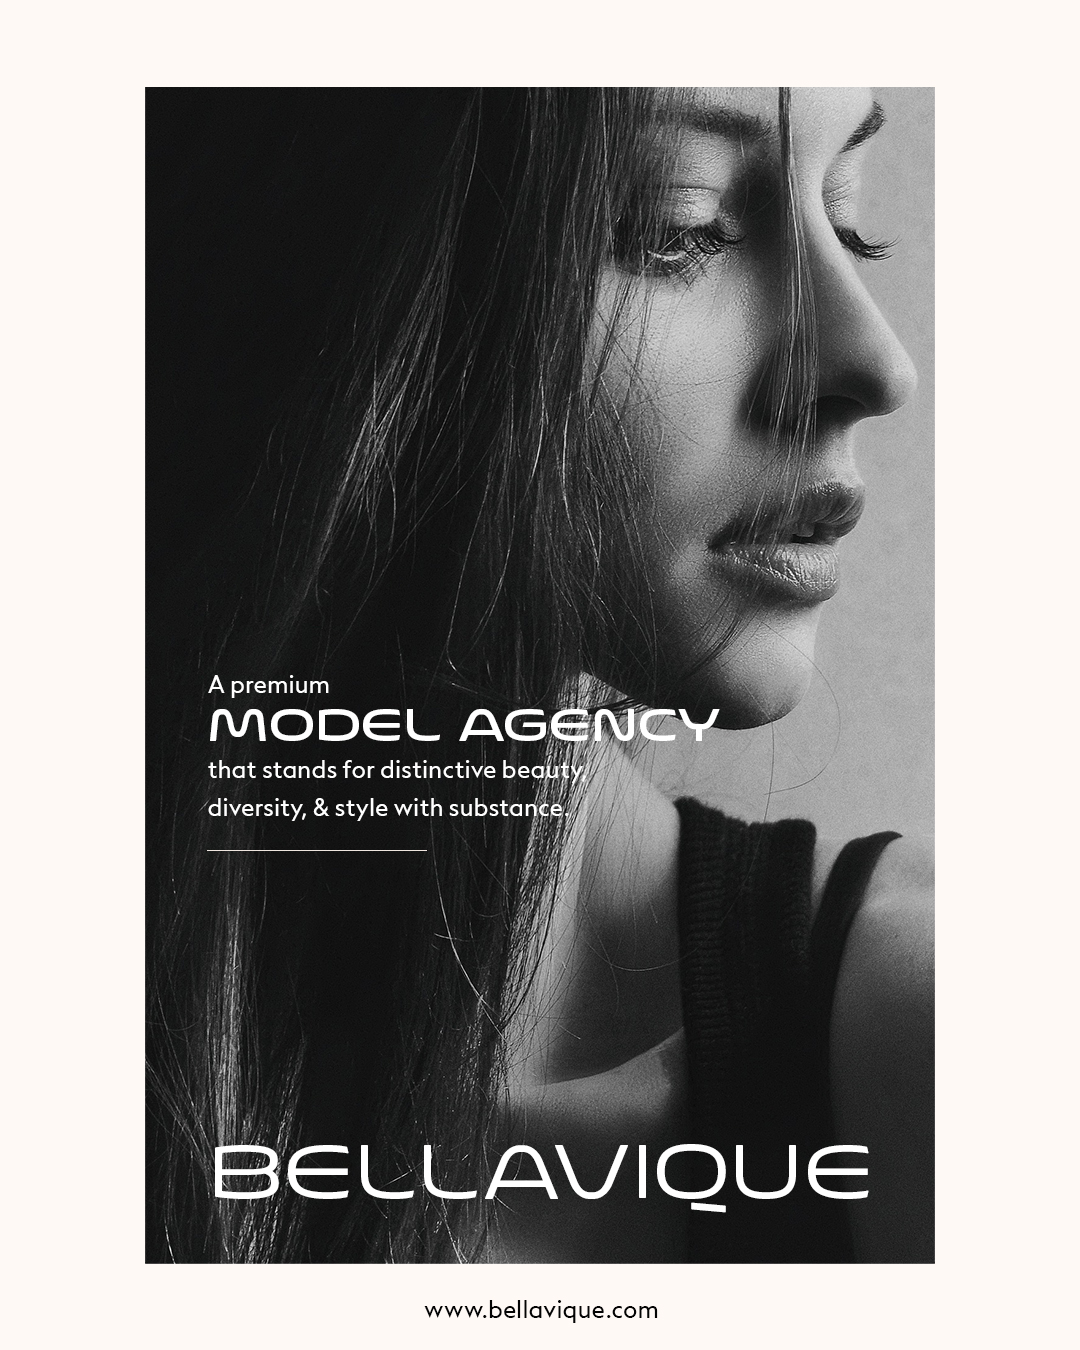 A premium
MODEL AGENCY
that stands for distinctive beauty,
diversity, & style with substance.
BELLAVIQUE
www.bellavique.com